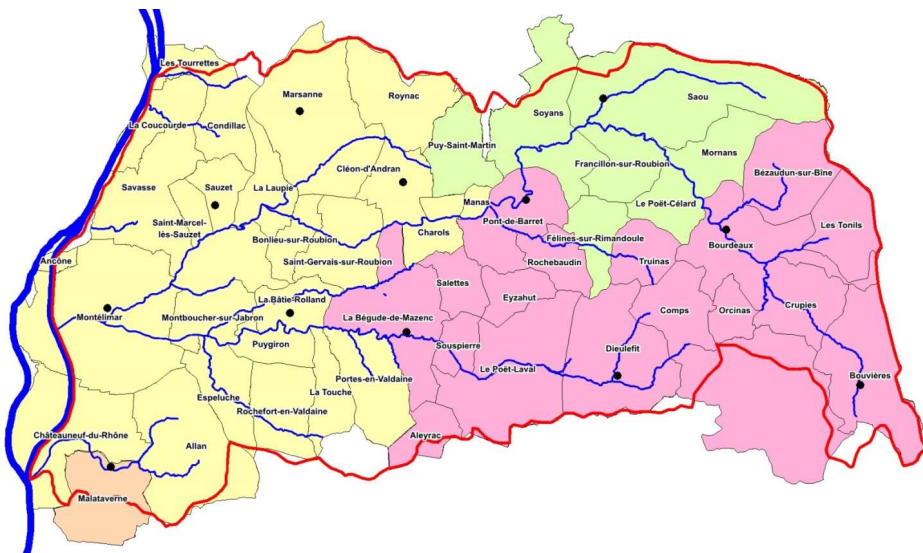 Les Tourrettes
Marsanne
Roynac
Saou
Soyans
La Coucourde
Condillac
Puy-Saint-Martin
Mornans
Francillon-sur-Roubion
Cléon-d'Andran
Bézaudun-sur-Bîne
Savasse
Sauzet
La Laupie
Manas
Le Poët-Célard
Saint-Marcel-
lès-Sauzet
Pont-de-Barret
Les Tonils
Charols
Bonlieu-sur-Roubion
Félines-sur-Rimandoule
Bourdeaux
Ancône
Saint-Gervais-sur-Roubion
Rochebaudin
Truinas
Salettes
Eyzahut
La Bâtie-Rolland
Crupies
Comps
Orcinas
Montélimar
Montboucher-sur-Jabron
La Bégude-de-Mazenc
Puygiron
Souspierre
Dieulefit
Le Poët-Laval
Portes-en-Valdaine
Bouvières
La Touche
Espeluche
Rochefort-en-Valdaine
Châteauneuf-du-Rhône
Aleyrac
Allan
Malataverne